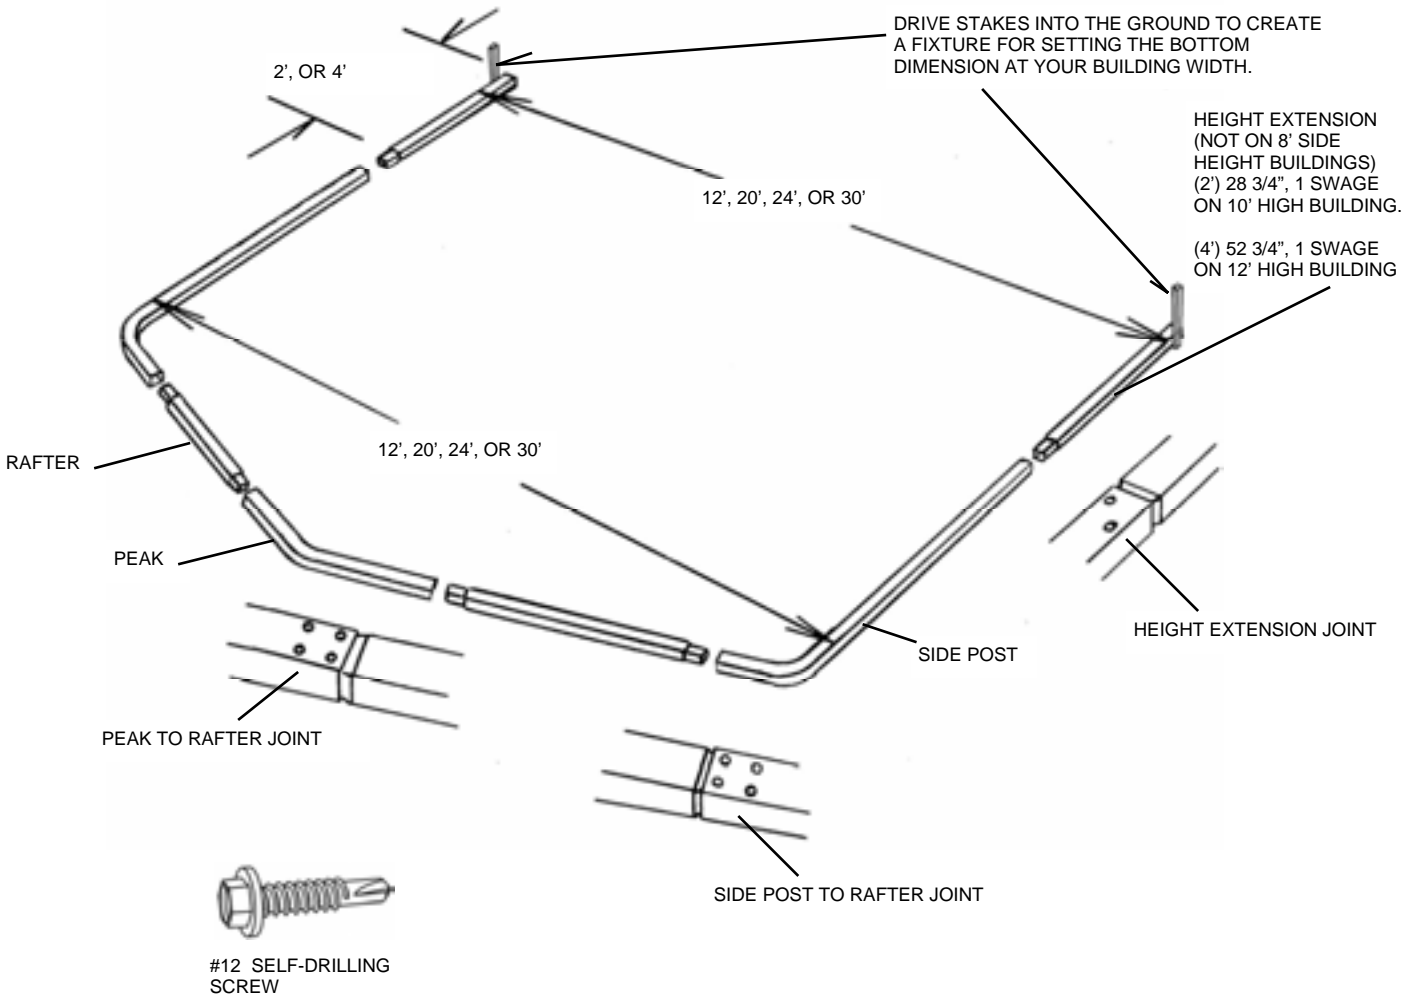 DRIVE STAKES INTO THE GROUND TO CREATE
A FIXTURE FOR SETTING THE BOTTOM
DIMENSION AT YOUR BUILDING WIDTH.
2', OR 4'
HEIGHT EXTENSION
(NOT ON 8' SIDE
HEIGHT BUILDINGS)
(2') 28 3/4", 1 SWAGE
ON 10' HIGH BUILDING.
(4') 52 3/4", 1 SWAGE
ON 12' HIGH BUILDING
12', 20', 24', OR 30'
12', 20', 24', OR 30'
RAFTER
PEAK
HEIGHT EXTENSION JOINT
SIDE POST
PEAK TO RAFTER JOINT
SIDE POST TO RAFTER JOINT
#12 SELF-DRILLING
SCREW